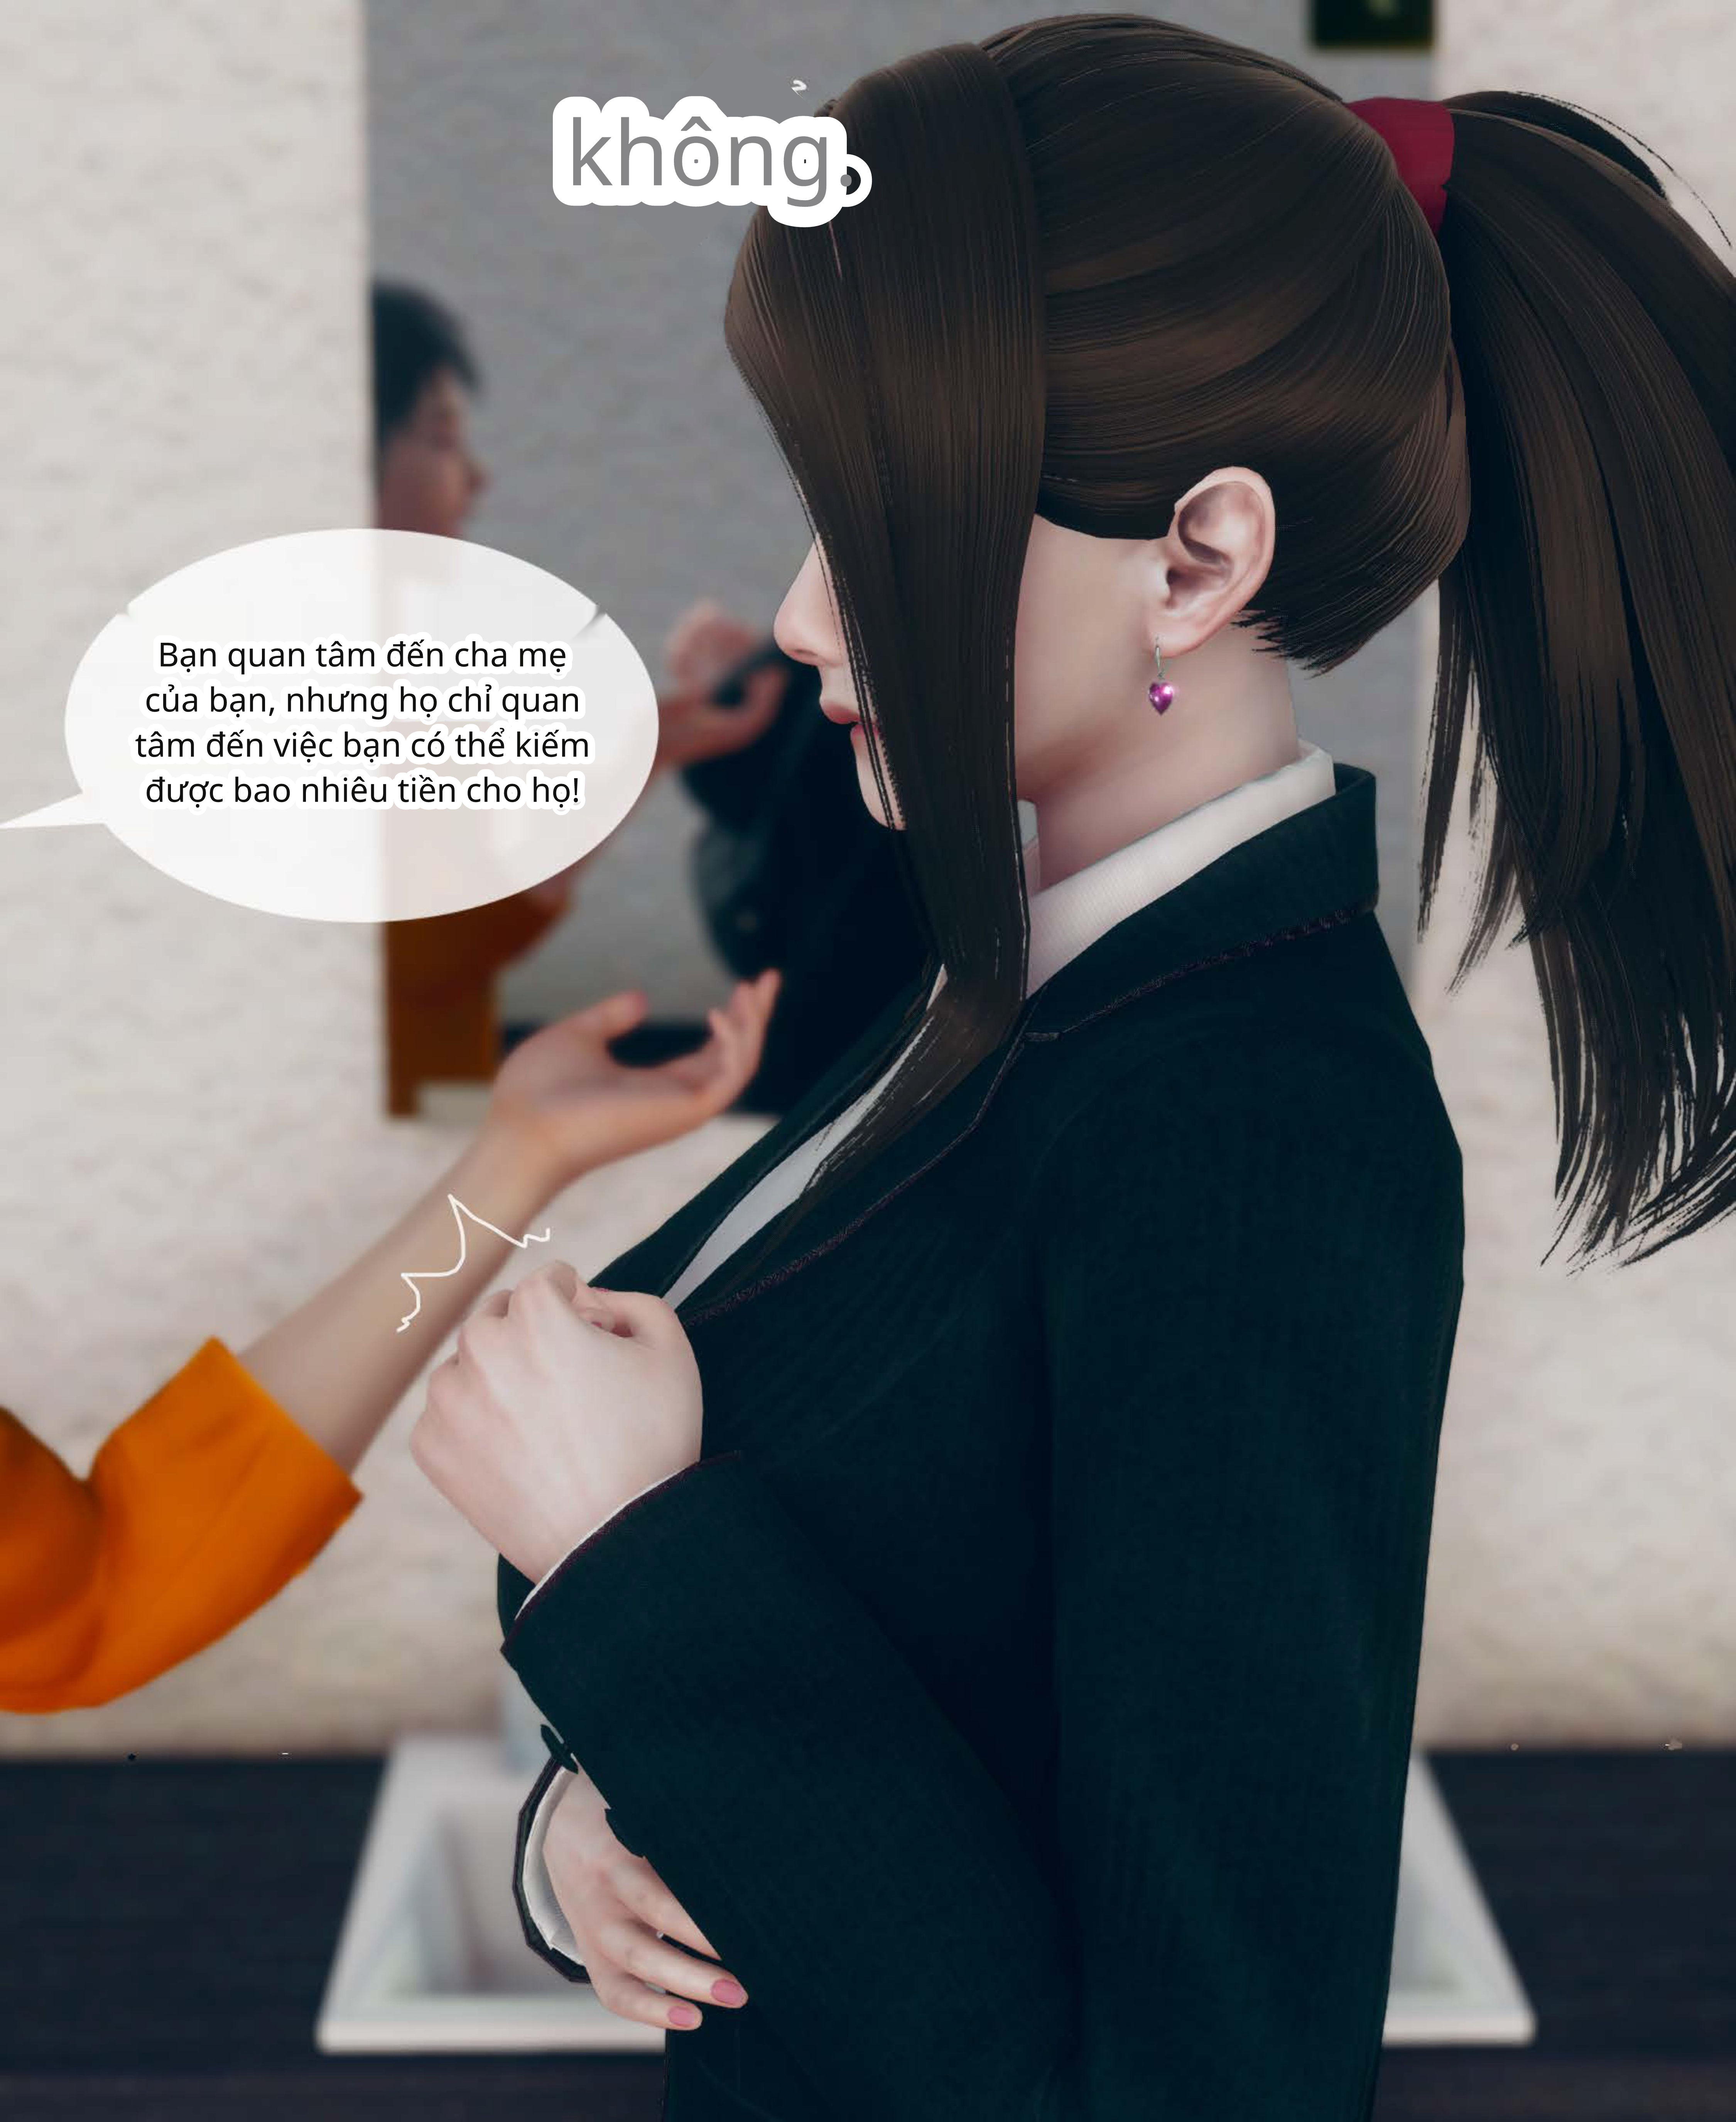 không.
Bạn quan tâm đến cha mẹ
của bạn, nhưng họ chỉ quan
tâm đến việc bạn có thể kiếm
được bao nhiêu tiền cho họ!